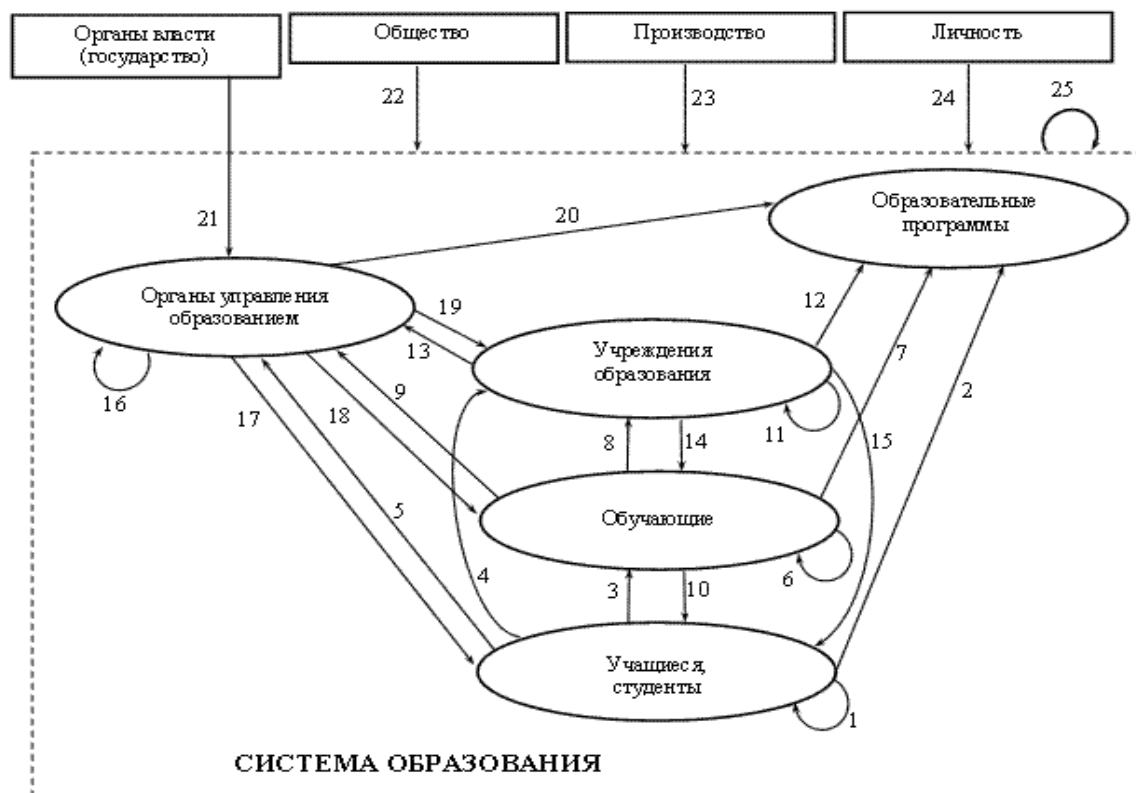 Органы власти
(государство)
Общество
Производство
Личность
22
23
24
25
21
20
Образовательные
программы
Органы управления
образованием
19
12
13
Учреждения
образования
7
2
16
17
18
9
8
14
11
15
5
Обучающие
4
3
10
6
Учащиеся,
студенты
1
СИСТЕМА ОБРАЗОВАНИЯ